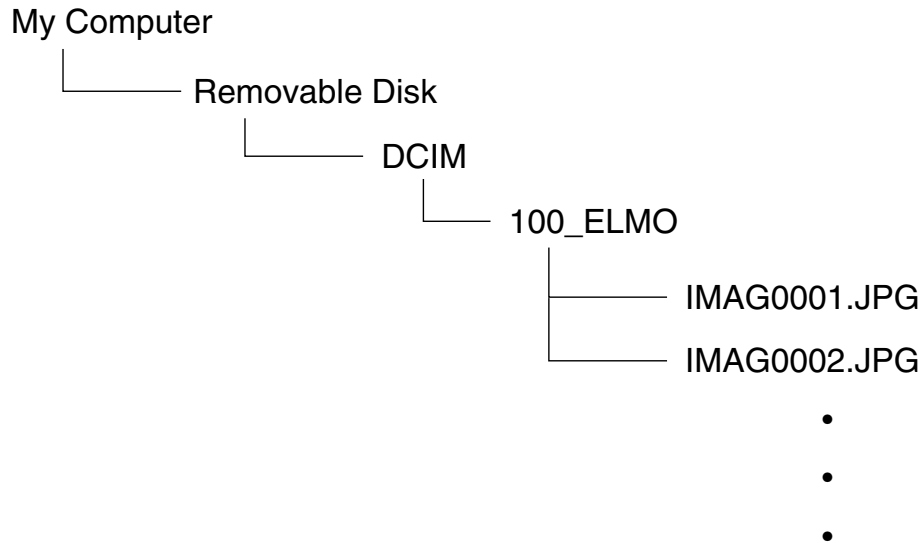 My Computer
Removable Disk
DCIM
100_ELMO
IMAG0001.JPG
IMAG0002.JPG
•
•
•